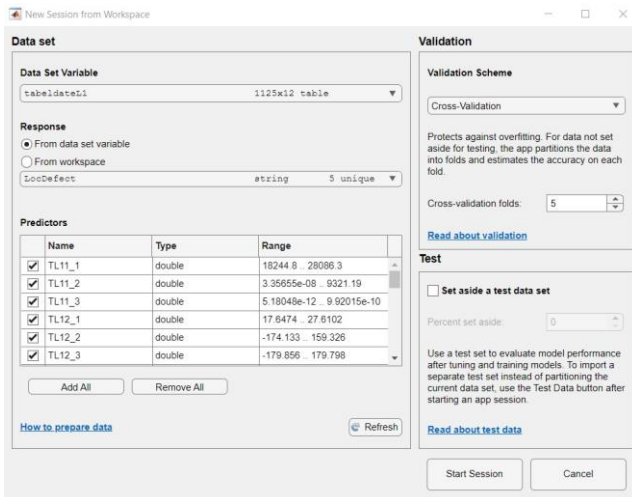 New Session from Workspace
Data set
Data Set Variable
tabeldateL1 1125x12 table
Response
From data set variable
From workspace
LocDefect string 5 unique
Predictors
Name Type Range
TL11_1 double 18244.8 .. 28086.3
TL11_2 double 3.35655e-08 .. 9321.19
TL11_3 double 5.18048e-12 .. 9.92015e-10
TL12_1 double 17.6474 .. 27.6102
TL12_2 double -174.133 .. 159.326
TL12_3 double -179.856 .. 179.798
Add All Remove All
How to prepare data Refresh
Validation
Validation Scheme
Cross-Validation
Protects against overfitting. For data not set
aside for testing, the app partitions the data
into folds and estimates the accuracy on each
fold.
Cross-validation folds: 5
Read about validation
Test
Set aside a test data set
Percent set aside: 0
Use a test set to evaluate model performance
after tuning and training models. To import a
separate test set instead of partitioning the
current data set, use the Test Data button after
starting an app session.
Read about test data
Start Session Cancel